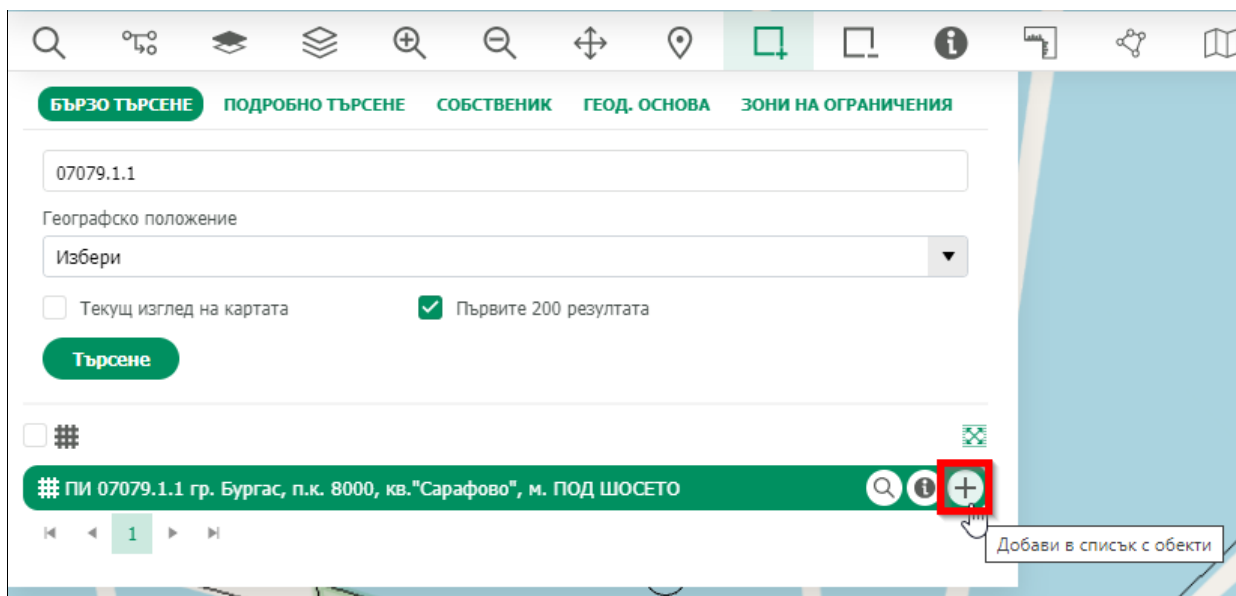 БЪРЗО ТЪРСЕНЕ ПОДРОБНО ТЪРСЕНЕ СОБСТВЕНИК ГЕОД. ОСНОВА ЗОНИ НА ОГРАНИЧЕНИЯ
07079.1.1
Географско положение
Избери
Текущ изглед на картата Първите 200 резултата
Търсене
ПИ 07079.1.1 гр. Бургас, п.к. 8000, кв."Сарафово", м. ПОД ШОСЕТО
1
Добави в списък с обекти